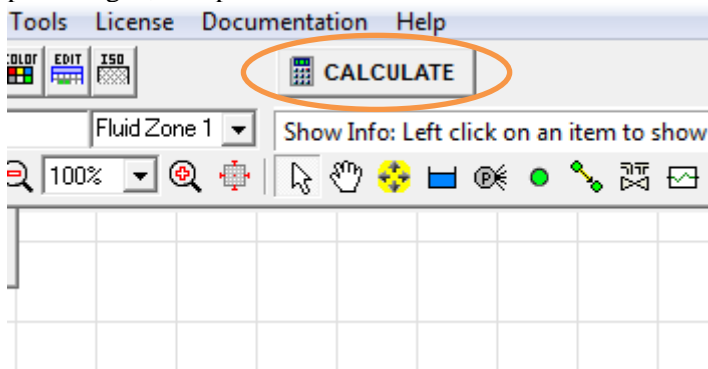 Tools License Documentation Help
COLOR EDIT ISO CALCULATE
Fluid Zone 1 Show Info: Left click on an item to show
100% P